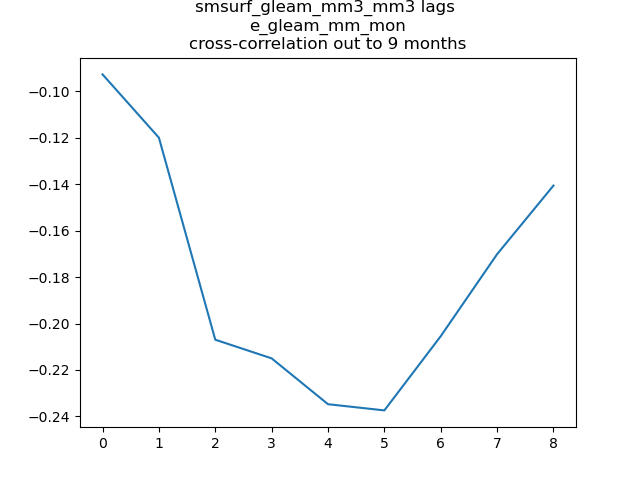 smsurf_gleam_mm3_mm3 lags
e_gleam_mm_mon
cross-correlation out to 9 months
−0.10
−0.12
−0.14
−0.16
−0.18
−0.20
−0.22
−0.24
0 1 2 3 4 5 6 7 8